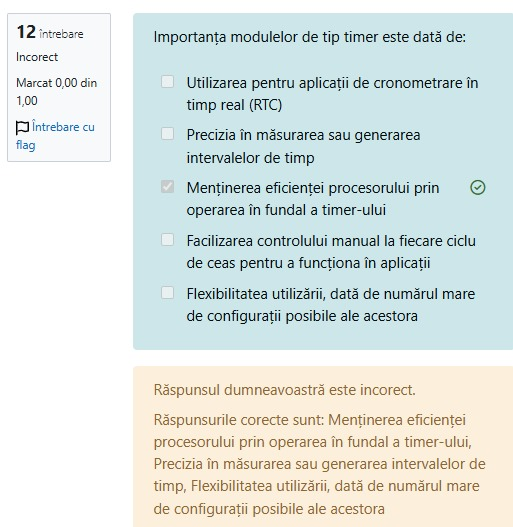 12 întrebare
Incorect
Marcat 0,00 din
1,00
Întrebare cu
flag
Importanța modulelor de tip timer este dată de:
Utilizarea pentru aplicații de cronometrare în
timp real (RTC)
Precizia în măsurarea sau generarea
intervalelor de timp
Menținerea eficienței procesorului prin
operarea în fundal a timer-ului
Facilizarea controlului manual la fiecare ciclu
de ceas pentru a funcționa în aplicații
Flexibilitatea utilizării, dată de numărul mare
de configurații posibile ale acestora
Răspunsul dumneavoastră este incorect.
Răspunsurile corecte sunt: Menținerea eficienței
procesorului prin operarea în fundal a timer-ului,
Precizia în măsurarea sau generarea intervalelor de
timp, Flexibilitatea utilizării, dată de numărul mare
de configurații posibile ale acestora